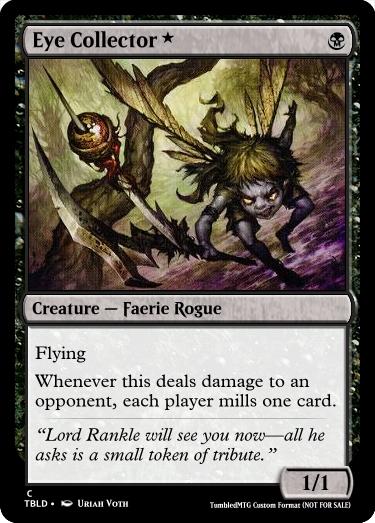 Eye Collector ★
Creature — Faerie Rogue
Flying
Whenever this deals damage to an
opponent, each player mills one card.
“Lord Rankle will see you now—all he
asks is a small token of tribute.”
1/1
C
TBLD • Uriah Voth
TumbledMTG Custom Format (NOT FOR SALE)